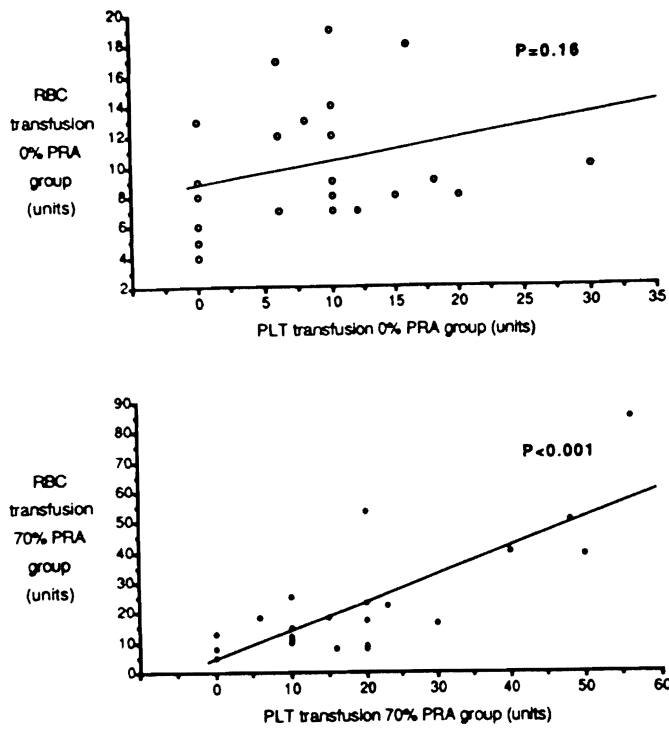 20
18
16
14
12
10
8
6
4
2
RBC
transfusion
0% PRA
group
(units)
P=0.16
0
5
10
15
20
25
30
35
PLT transfusion 0% PRA group (units)
90
80
70
60
50
40
30
20
10
0
RBC
transfusion
70% PRA
group
(units)
P<0.001
0
10
20
30
40
50
60
PLT transfusion 70% PRA group (units)